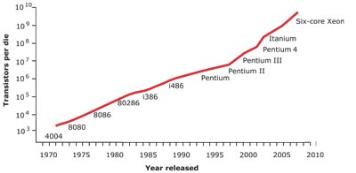 Transistors per die
10^10
10^9
10^8
10^7
10^6
10^5
10^4
10^3
4004
8080
8086
80286
i386
i486
Pentium
Pentium II
Pentium III
Pentium 4
Itanium
Six-core Xeon
1970 1975 1980 1985 1990 1995 2000 2005 2010
Year released